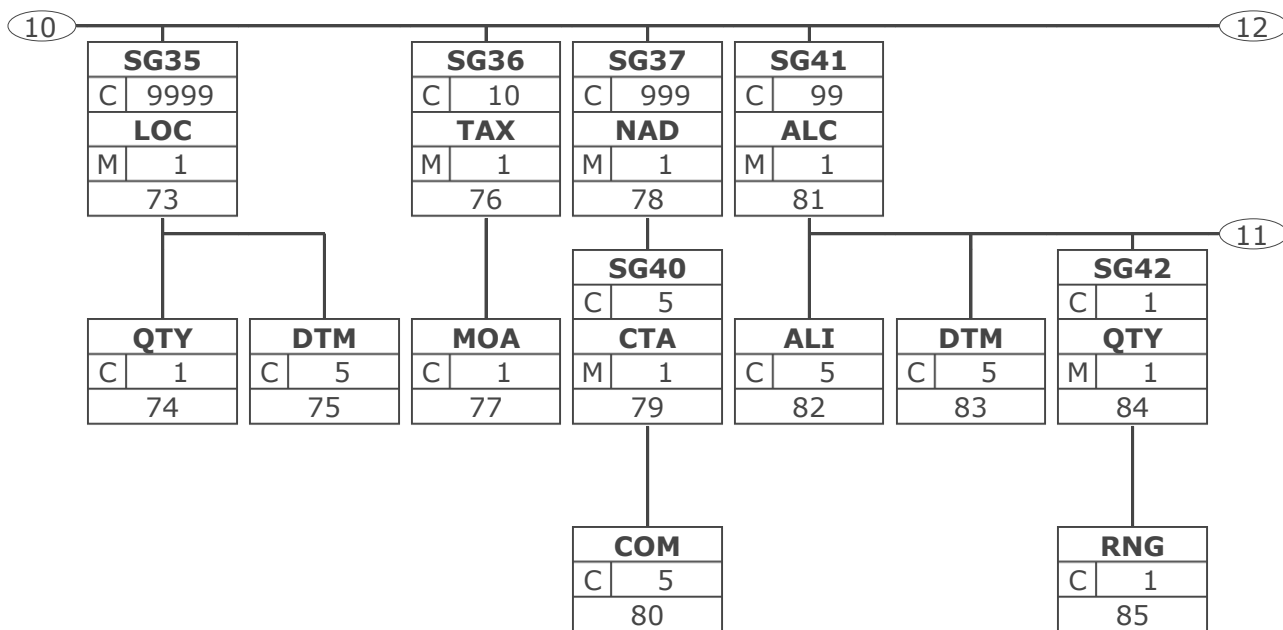 10 12
SG35 SG36 SG37 SG41
C 9999 C 10 C 999 C 99
LOC TAX NAD ALC
M 1 M 1 M 1 M 1
73 76 78 81
11
SG40 SG42
C 5 C 1
QTY DTM MOA CTA ALI DTM QTY
C 1 C 5 C 1 M 1 C 5 C 5 M 1
74 75 77 79 82 83 84
COM RNG
C 5 C 1
80 85